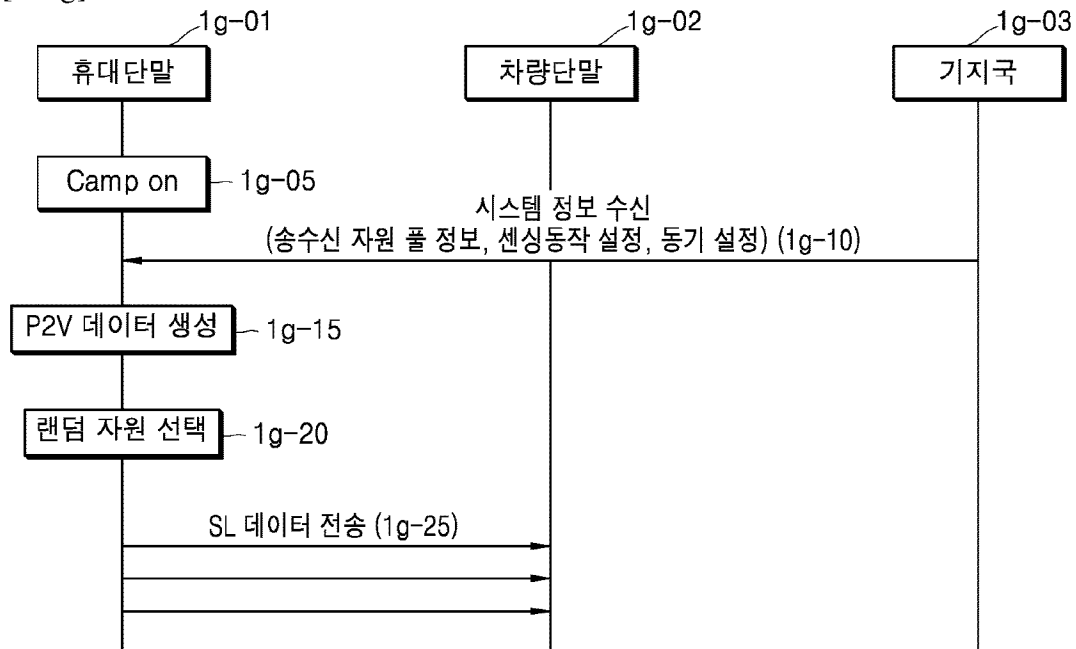 1g-01
1g-02
1g-03
휴대단말
차량단말
기지국
Camp on
1g-05
시스템 정보 수신
(송수신 자원 풀 정보, 센싱동작 설정, 동기 설정) (1g-10)
P2V 데이터 생성
1g-15
랜덤 자원 선택
1g-20
SL 데이터 전송 (1g-25)